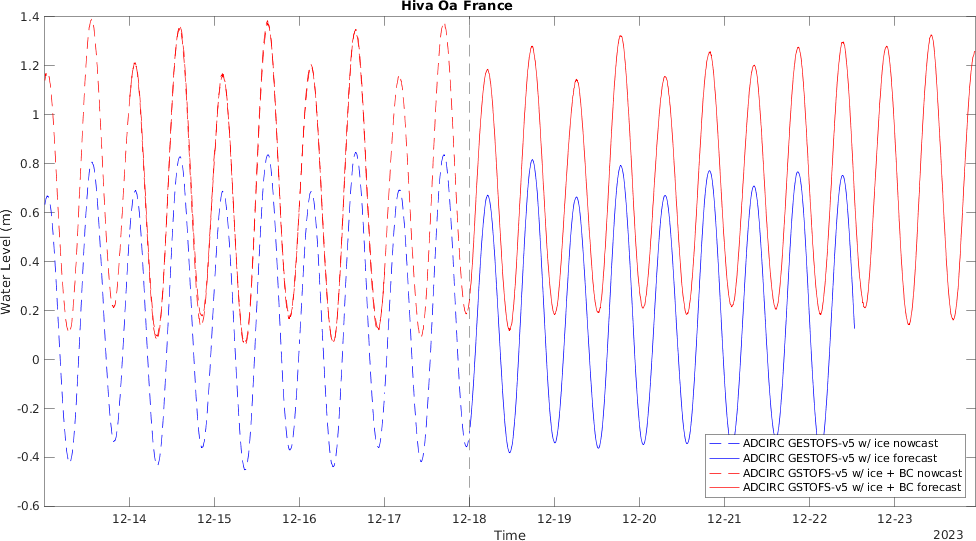 Hiva Oa France
1.4
1.2
1
0.8
0.6
0.4
0.2
0
-0.2
-0.4
-0.6
Water Level (m)
ADCIRC GESTOFS-v5 w/ ice nowcast
ADCIRC GESTOFS-v5 w/ ice forecast
ADCIRC GSTOFS-v5 w/ ice + BC nowcast
ADCIRC GSTOFS-v5 w/ ice + BC forecast
12-14 12-15 12-16 12-17 12-18 12-19 12-20 12-21 12-22 12-23
Time
2023